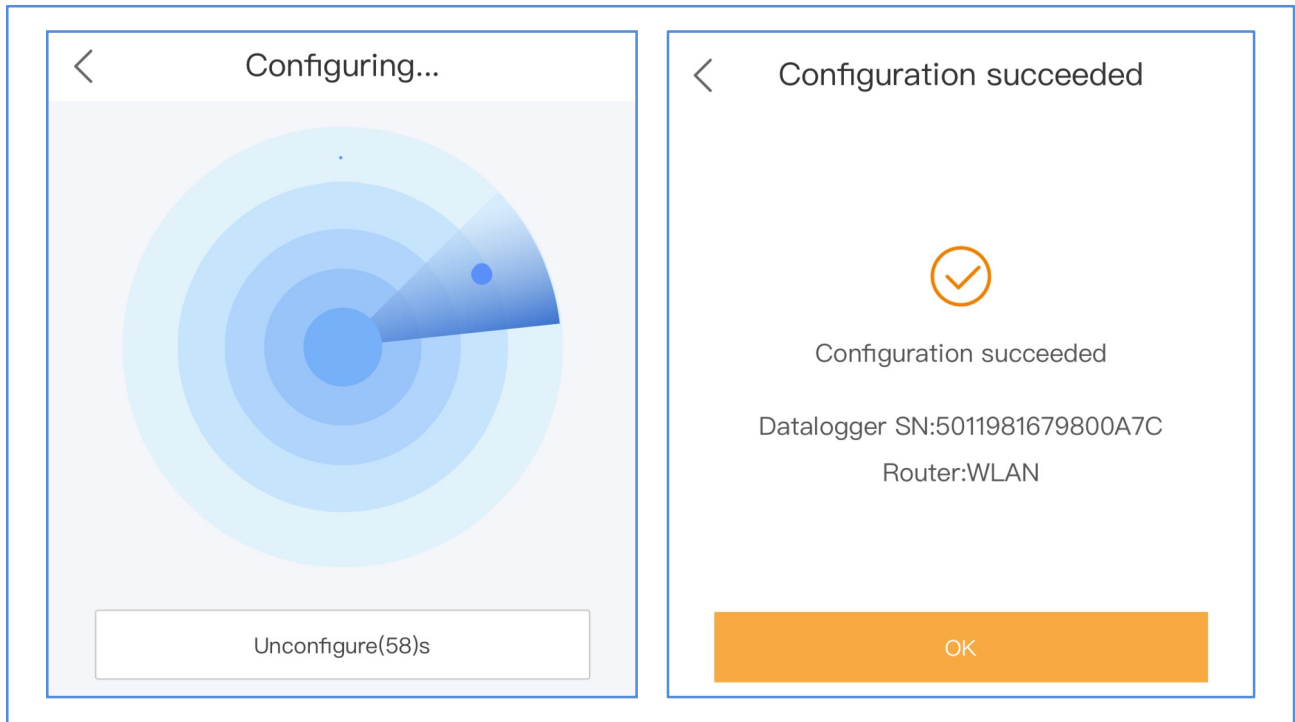 Configuring...
Unconfigure(58)s
Configuration succeeded
Configuration succeeded
Datalogger SN:5011981679800A7C
Router:WLAN
OK